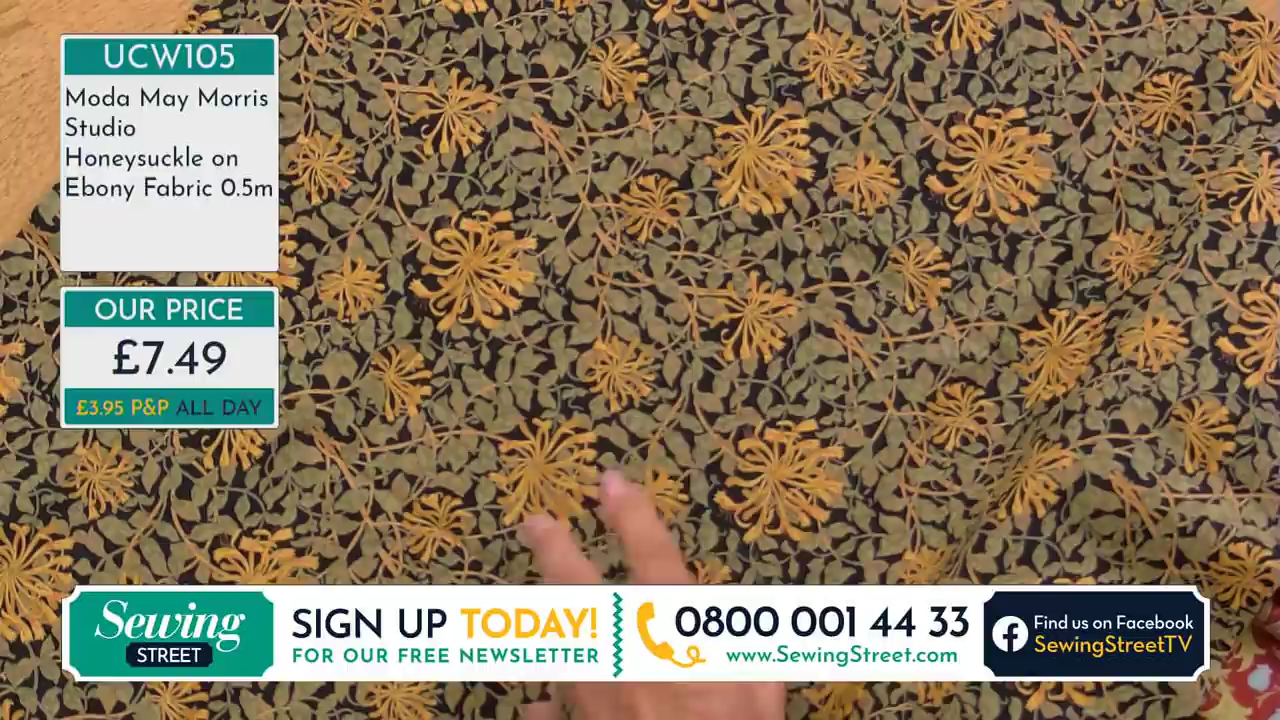 UCW105
Moda May Morris
Studio
Honeysuckle on
Ebony Fabric 0.5m
OUR PRICE
£7.49
£3.95 P&P ALL DAY
Sewing
STREET
SIGN UP TODAY!
FOR OUR FREE NEWSLETTER
0800 001 44 33
www.SewingStreet.com
Find us on Facebook
SewingStreetTV